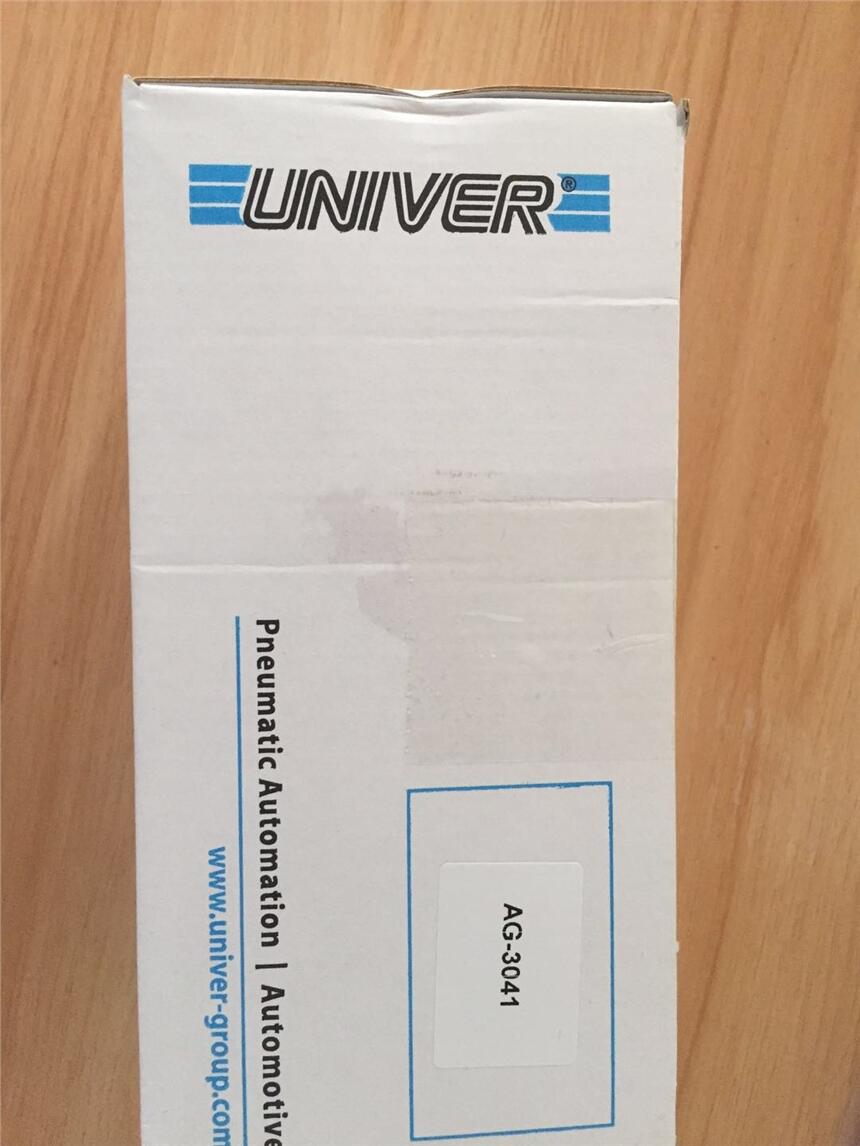 UNIVER®
Pneumatic Automation | Automotive
www.univer-group.com
AG-3041